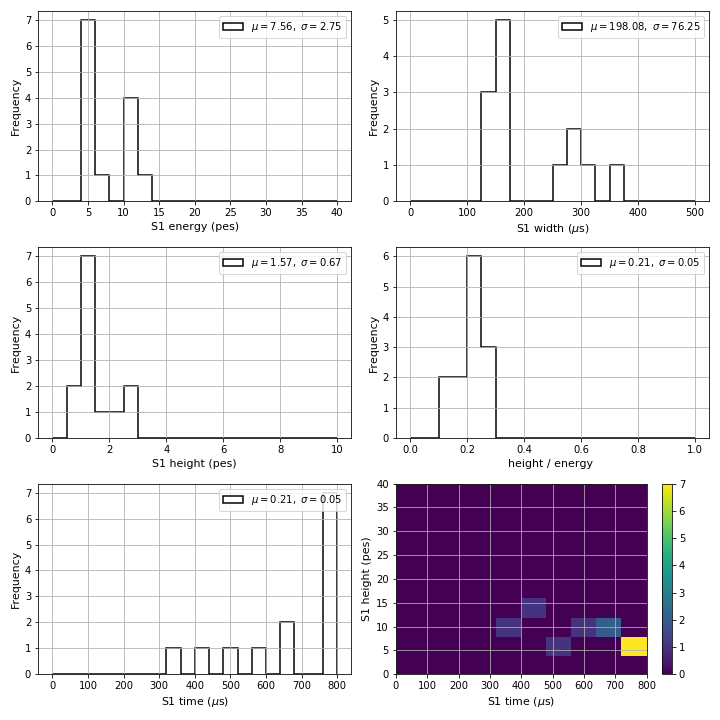 7
6
5
4
3
2
1
0
Frequency
μ = 7.56, σ = 2.75
0 5 10 15 20 25 30 35 40
S1 energy (pes)
5
4
3
2
1
0
Frequency
μ = 198.08, σ = 76.25
0 100 200 300 400 500
S1 width (μs)
7
6
5
4
3
2
1
0
Frequency
μ = 1.57, σ = 0.67
0 2 4 6 8 10
S1 height (pes)
6
5
4
3
2
1
0
Frequency
μ = 0.21, σ = 0.05
0.0 0.2 0.4 0.6 0.8 1.0
height / energy
7
6
5
4
3
2
1
0
Frequency
μ = 0.21, σ = 0.05
0 100 200 300 400 500 600 700 800
S1 time (μs)
40
35
30
25
20
15
10
5
0
S1 height (pes)
0 100 200 300 400 500 600 700 800
S1 time (μs)
7
6
5
4
3
2
1
0